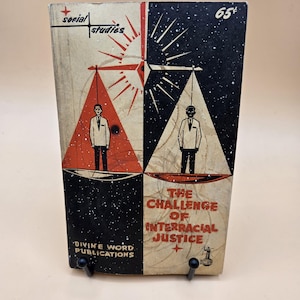 social
studies
65¢
THE
CHALLENGE
OF
INTERRACIAL
JUSTICE
DIVINE WORD
PUBLICATIONS